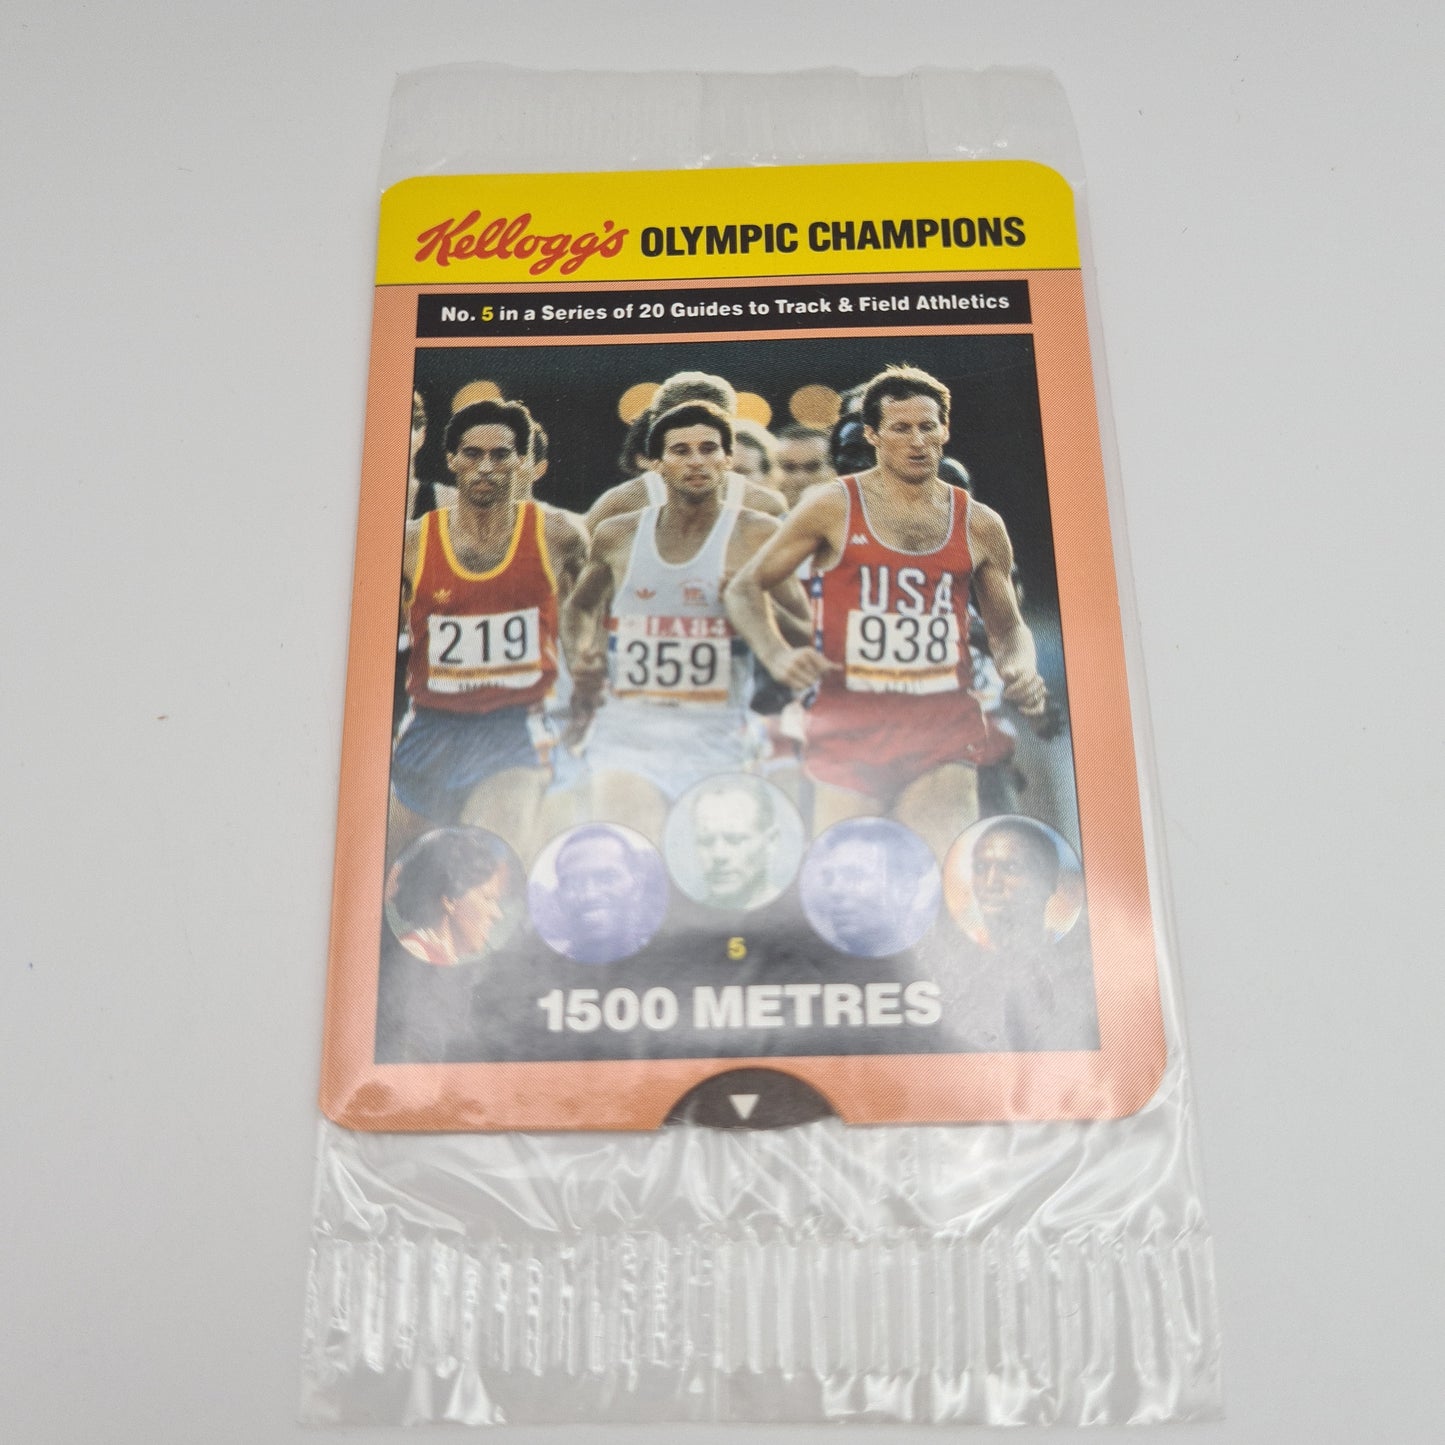 Kellogg's OLYMPIC CHAMPIONS
No. 5 in a Series of 20 Guides to Track & Field Athletics
USA
219
L.A 84
359
938
5
1500 METRES